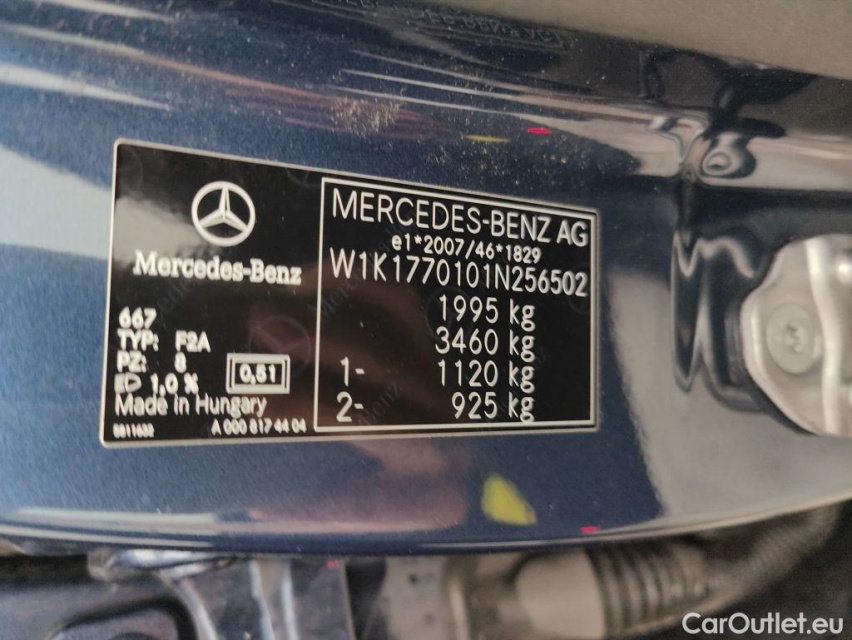 Mercedes-Benz
667
TYP: F2A
PZ: 8
1,0 %
0,51
Made in Hungary
A 000 817 44 04
MERCEDES-BENZ AG
e1*2007/46*1829
W1K1770101N256502
1995 kg
3460 kg
1- 1120 kg
2- 925 kg
CarOutlet.eu